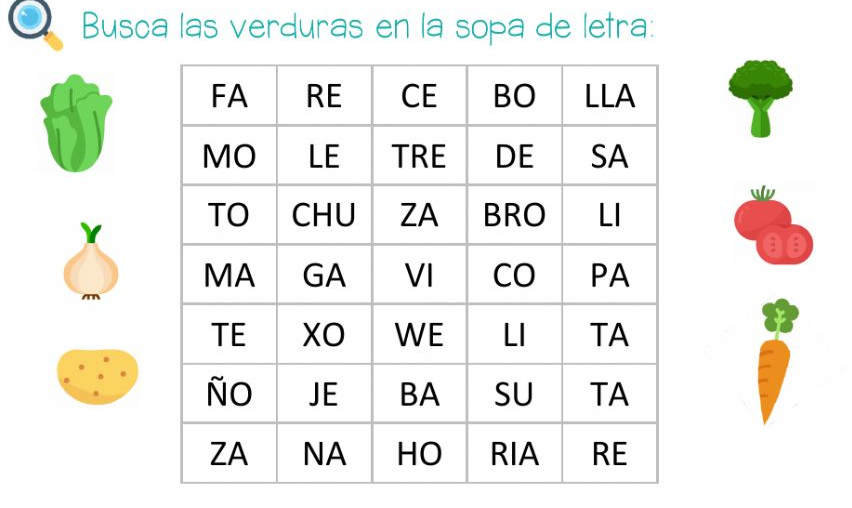 Busca las verduras en la sopa de letra:
FA RE CE BO LLA
MO LE TRE DE SA
TO CHU ZA BRO LI
MA GA VI CO PA
TE XO WE LI TA
ÑO JE BA SU TA
ZA NA HO RIA RE